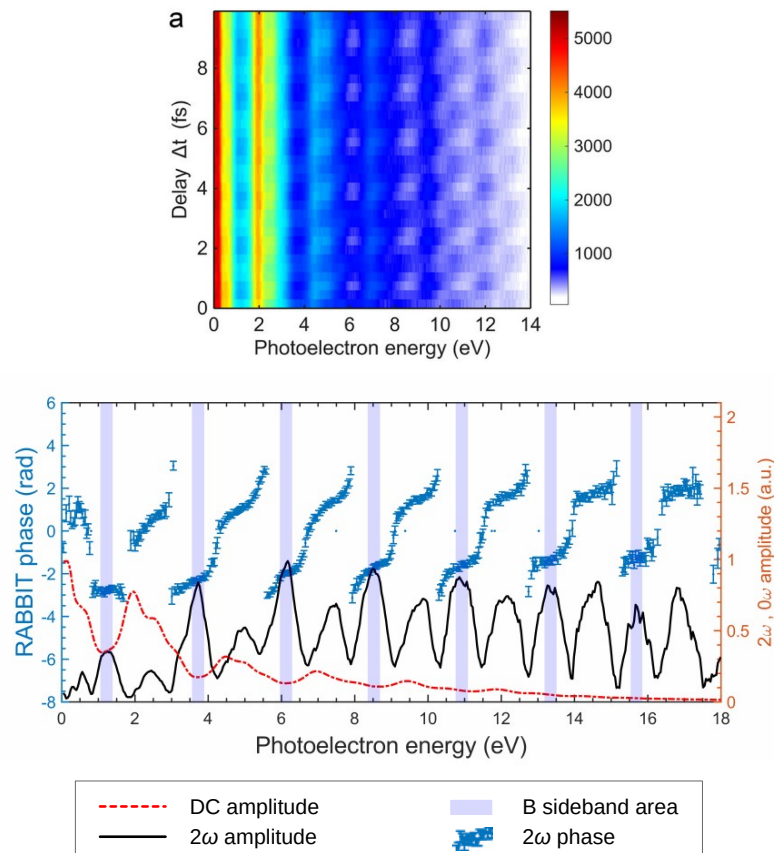 a
Delay Δt (fs)
8
6
4
2
0
0 2 4 6 8 10 12 14
Photoelectron energy (eV)
5000
4000
3000
2000
1000
RABBIT phase (rad)
6
4
2
0
-2
-4
-6
-8
0 2 4 6 8 10 12 14 16 18
Photoelectron energy (eV)
2
1.5
1
0.5
0
2ω , 0ω amplitude (a.u.)
DC amplitude
B sideband area
2ω amplitude
2ω phase